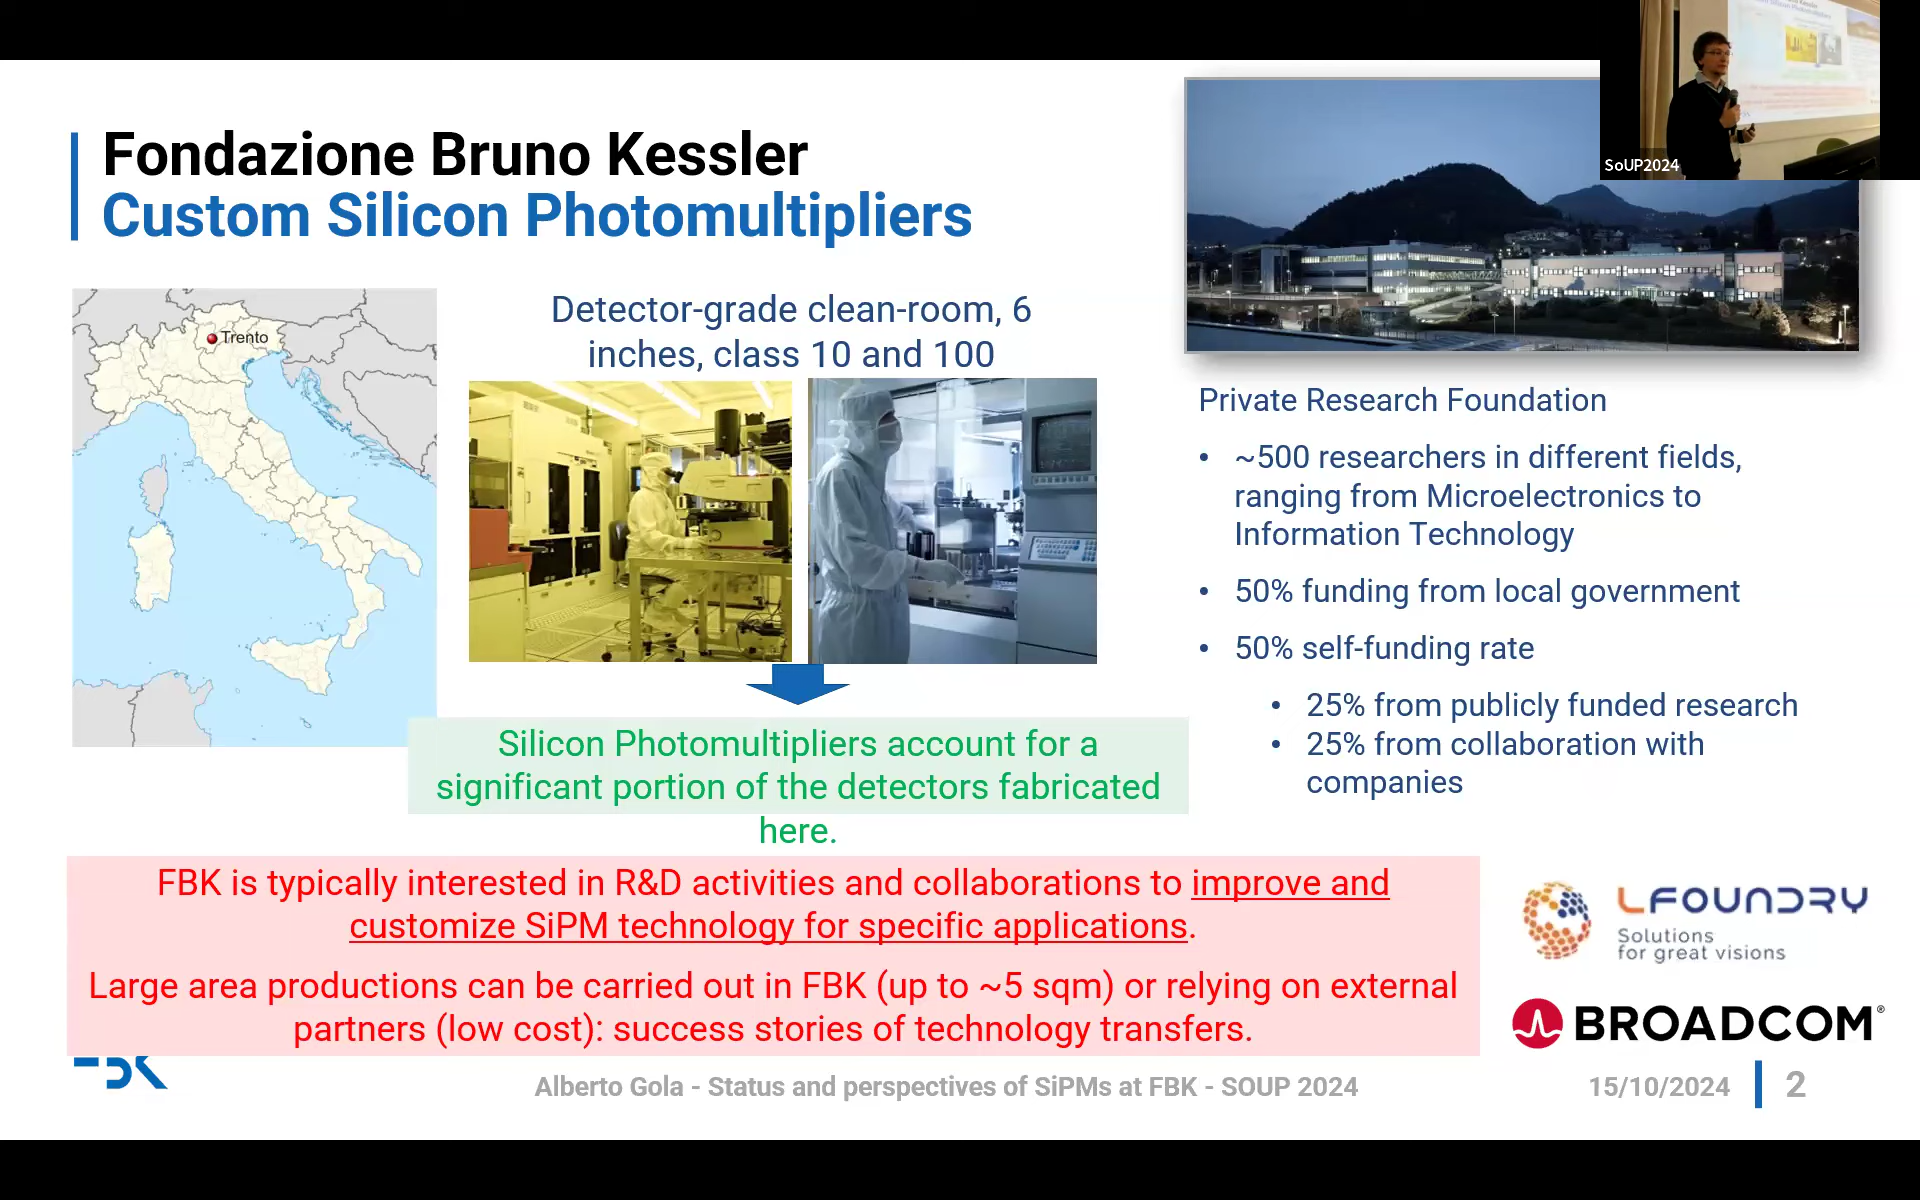 Fondazione Bruno Kessler
Custom Silicon Photomultipliers
SoUP2024
Trento
Detector-grade clean-room, 6
inches, class 10 and 100
Private Research Foundation
• ~500 researchers in different fields,
ranging from Microelectronics to
Information Technology
• 50% funding from local government
• 50% self-funding rate
• 25% from publicly funded research
• 25% from collaboration with
companies
Silicon Photomultipliers account for a
significant portion of the detectors fabricated
here.
FBK is typically interested in R&D activities and collaborations to improve and
customize SiPM technology for specific applications.
Large area productions can be carried out in FBK (up to ~5 sqm) or relying on external
partners (low cost): success stories of technology transfers.
LFOUNDRY
Solutions
for great visions
BROADCOM®
FBK
Alberto Gola - Status and perspectives of SiPMs at FBK - SOUP 2024
15/10/2024
2